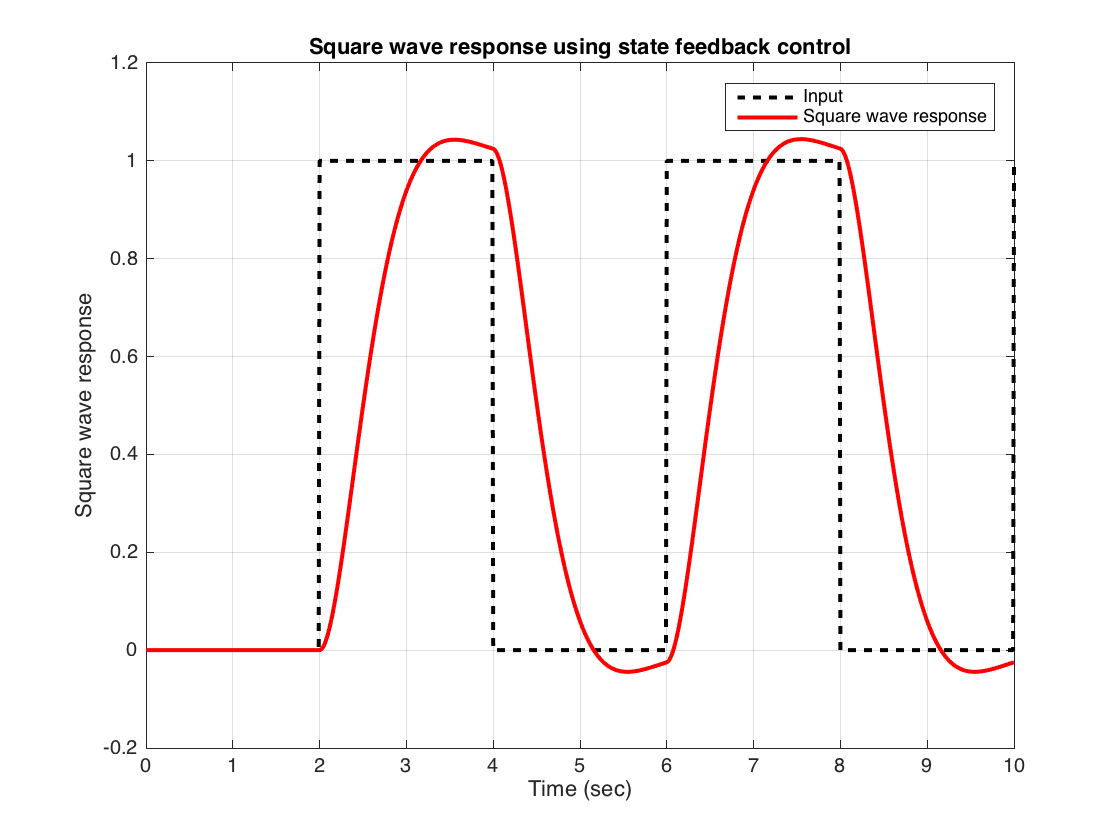 Square wave response using state feedback control
Input
Square wave response
1.2
1
0.8
0.6
0.4
0.2
0
-0.2
Square wave response
0 1 2 3 4 5 6 7 8 9 10
Time (sec)